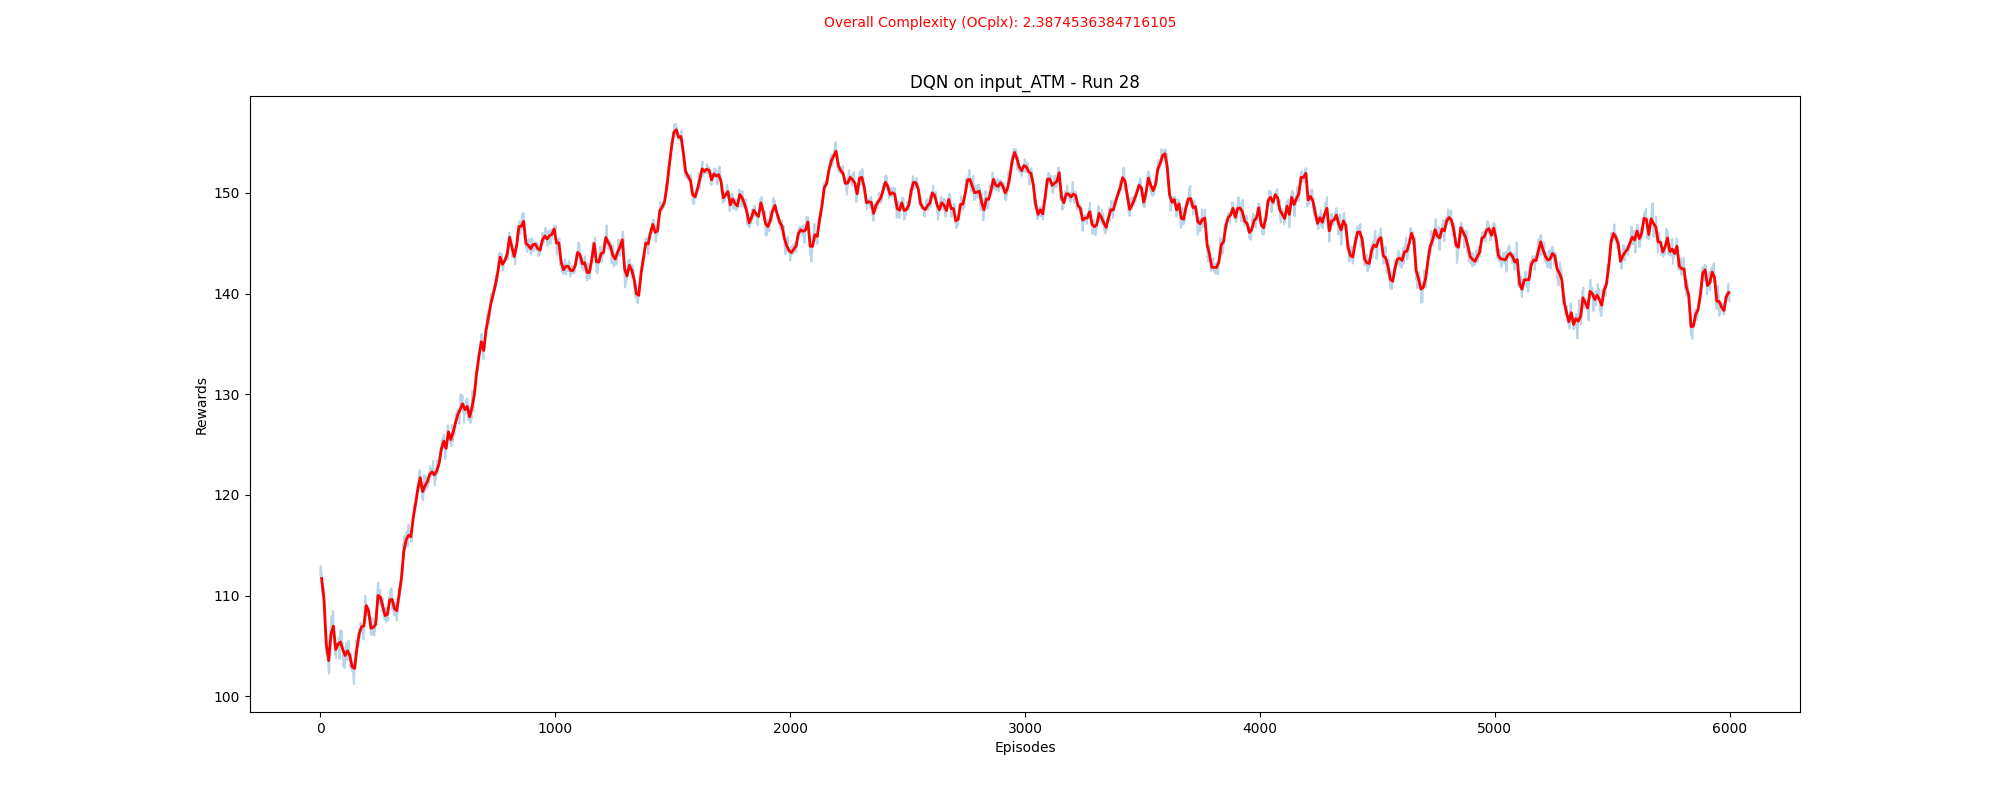 Overall Complexity (OCplx): 2.3874536384716105
DQN on input_ATM - Run 28
150
140
130
120
110
100
Rewards
0 1000 2000 3000 4000 5000 6000
Episodes